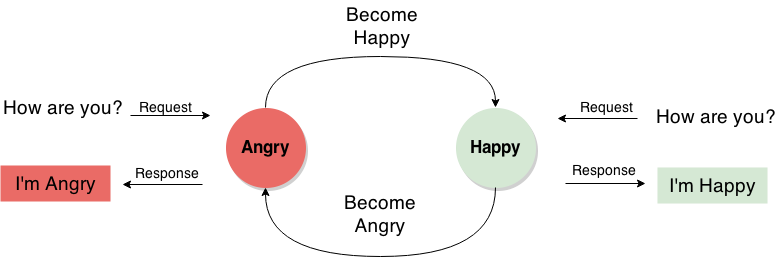 Become
Happy
How are you?
Request
Request
How are you?
Angry
Happy
Response
Response
I'm Angry
I'm Happy
Become
Angry